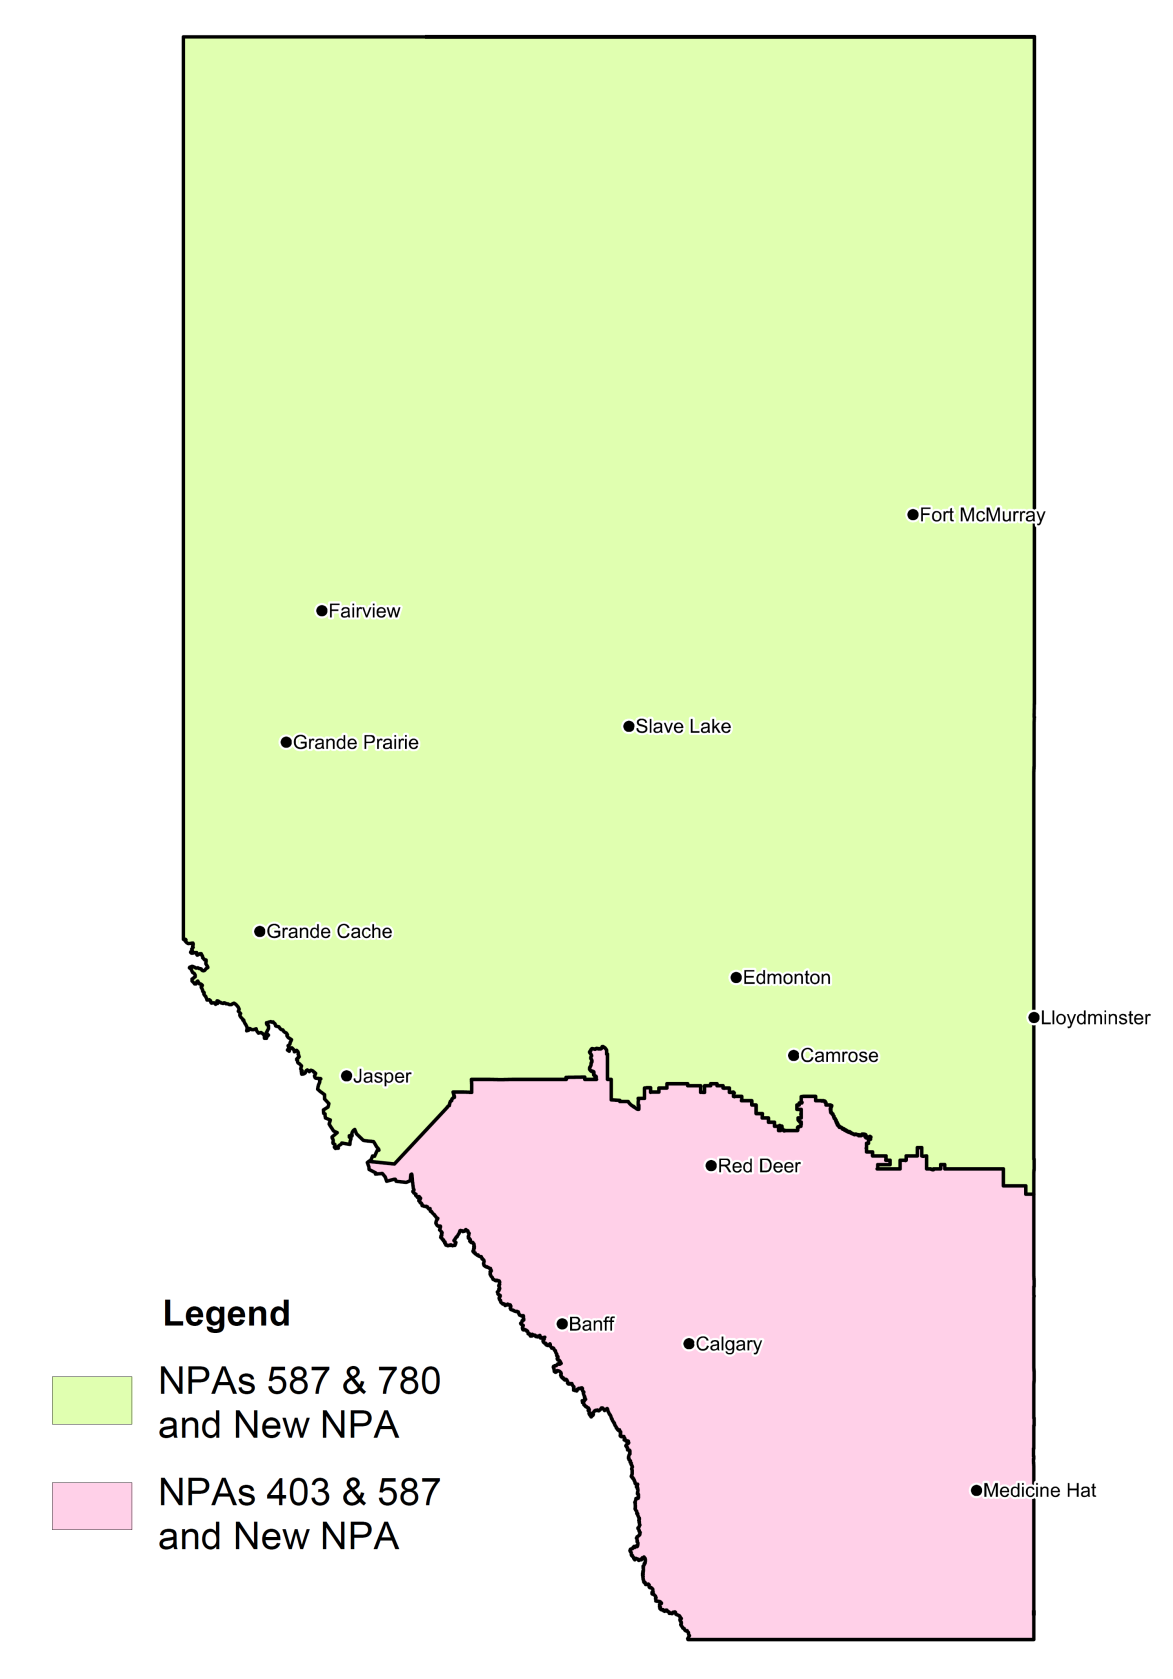 Fort McMurray
Fairview
Slave Lake
Grande Prairie
Grande Cache
Edmonton
Lloydminster
Camrose
Jasper
Red Deer
Banff
Calgary
Medicine Hat
Legend
NPAs 587 & 780
and New NPA
NPAs 403 & 587
and New NPA